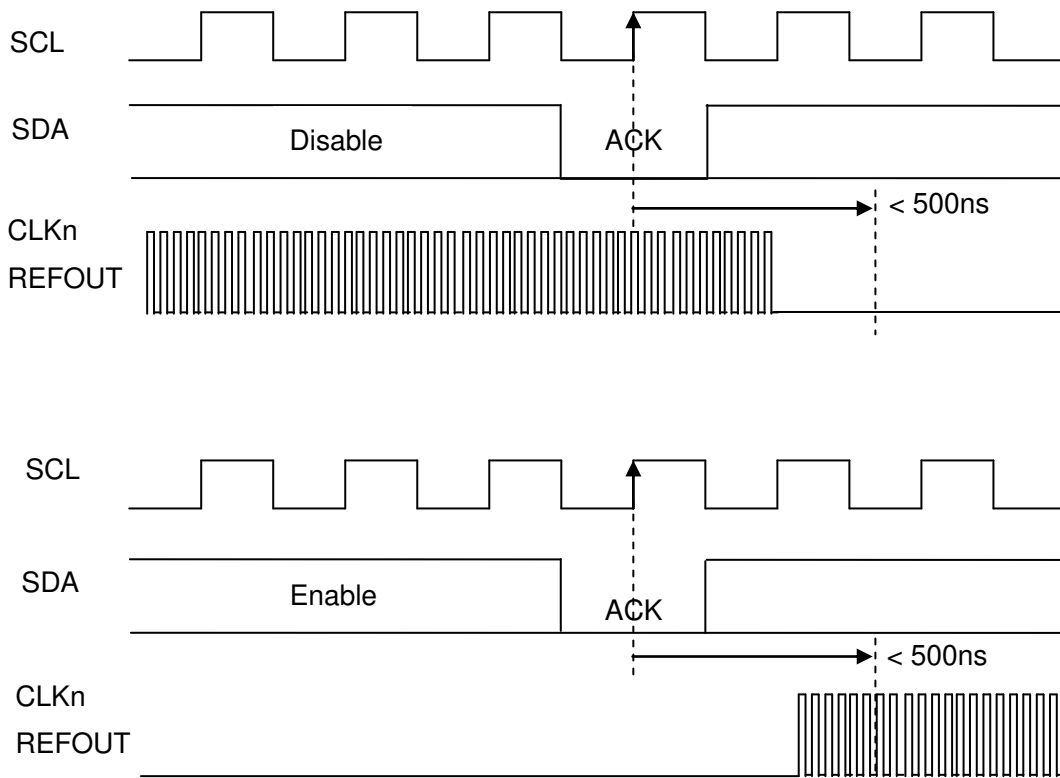 SCL
SDA
Disable
ACK
< 500ns
CLKn
REFOUT
SCL
SDA
Enable
ACK
< 500ns
CLKn
REFOUT